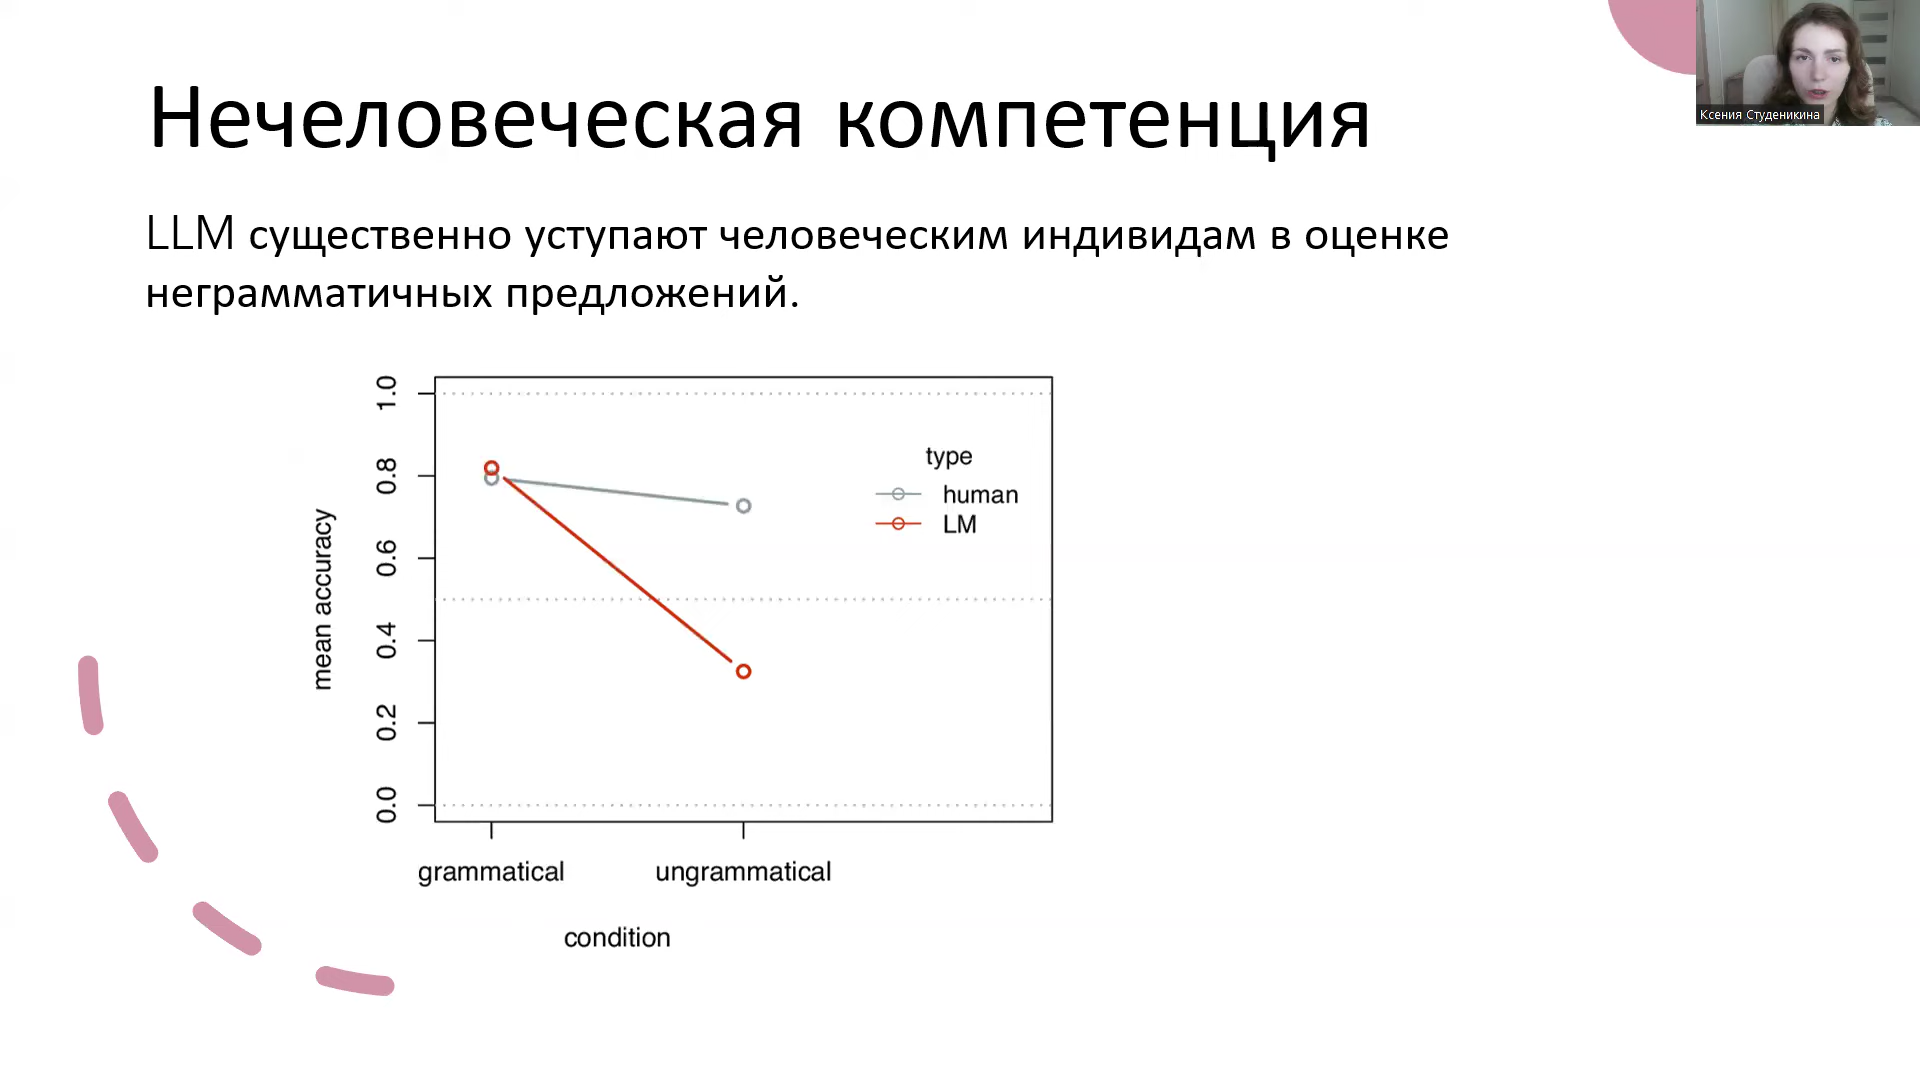 Нечеловеческая компетенция
Ксения Студеникина
LLM существенно уступают человеческим индивидам в оценке
неграмматичных предложений.
1.0
0.8
0.6
0.4
0.2
0.0
mean accuracy
type
human
LM
grammatical
ungrammatical
condition